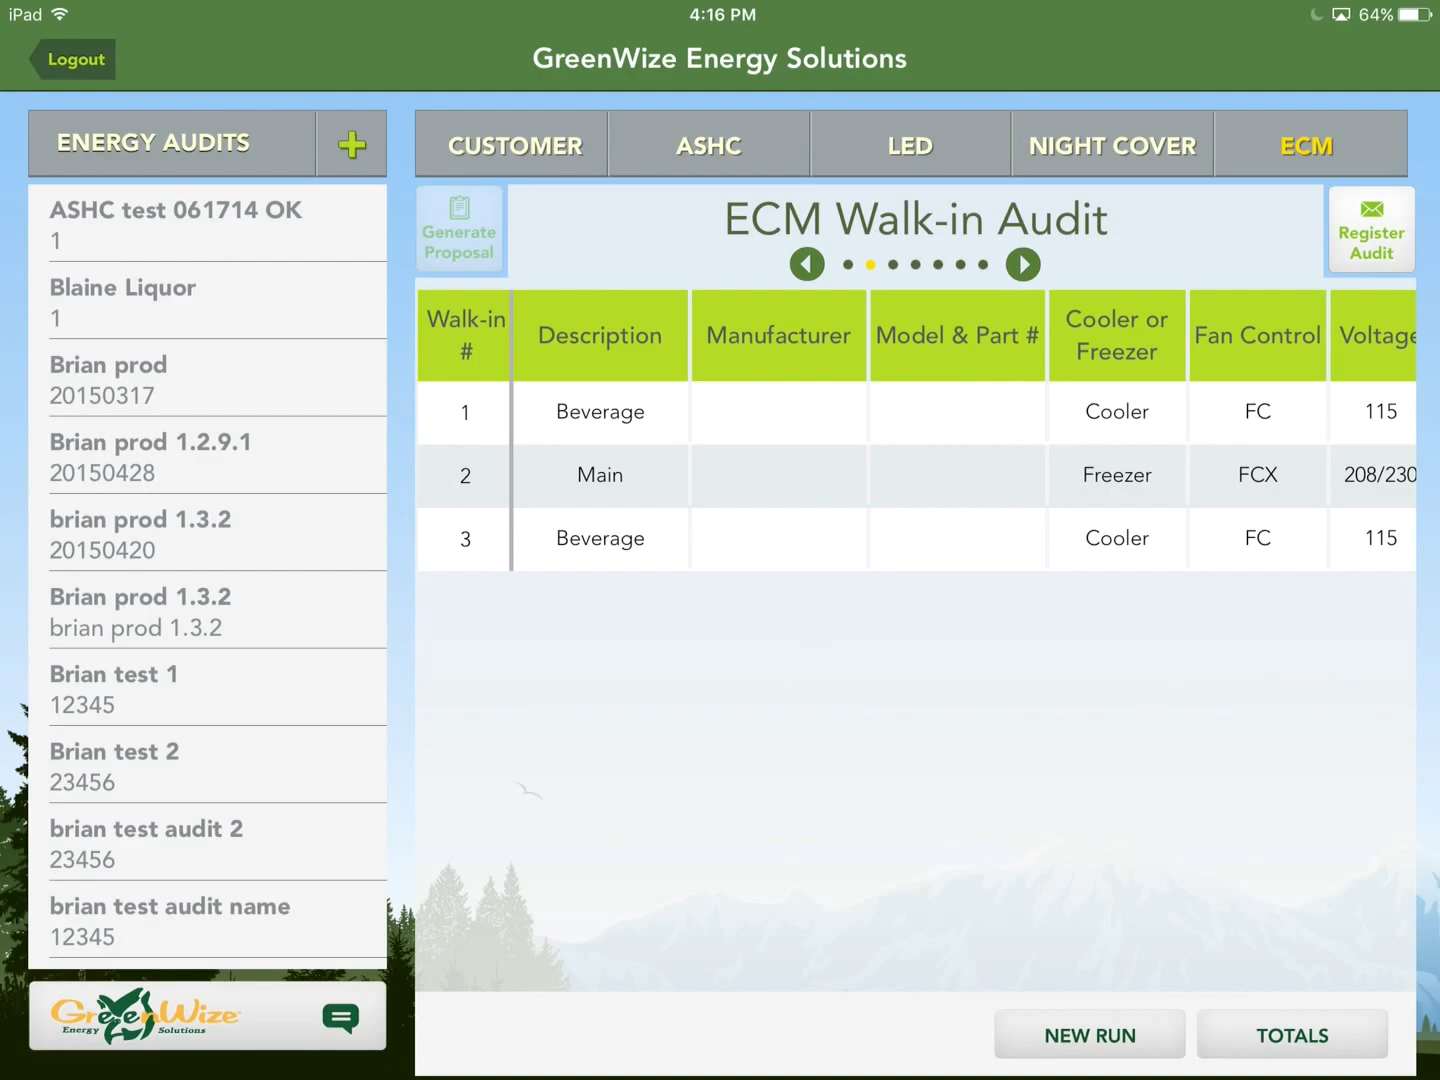 iPad
4:16 PM
64%
Logout
GreenWize Energy Solutions
ENERGY AUDITS
CUSTOMER
ASHC
LED
NIGHT COVER
ECM
ASHC test 061714 OK
1
Blaine Liquor
1
Brian prod
20150317
Brian prod 1.2.9.1
20150428
brian prod 1.3.2
20150420
Brian prod 1.3.2
brian prod 1.3.2
Brian test 1
12345
Brian test 2
23456
brian test audit 2
23456
brian test audit name
12345
GreenWize
Energy Solutions
Generate
Proposal
ECM Walk-in Audit
Register
Audit
Walk-in
#
Description
Manufacturer
Model & Part #
Cooler or
Freezer
Fan Control
Voltage
1 Beverage Cooler FC 115
2 Main Freezer FCX 208/230
3 Beverage Cooler FC 115
NEW RUN
TOTALS